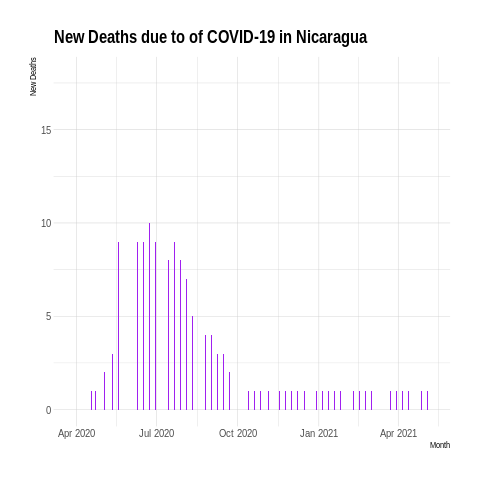 New Deaths due to of COVID-19 in Nicaragua
New Deaths
15
10
5
0
Apr 2020
Jul 2020
Oct 2020
Jan 2021
Apr 2021
Month